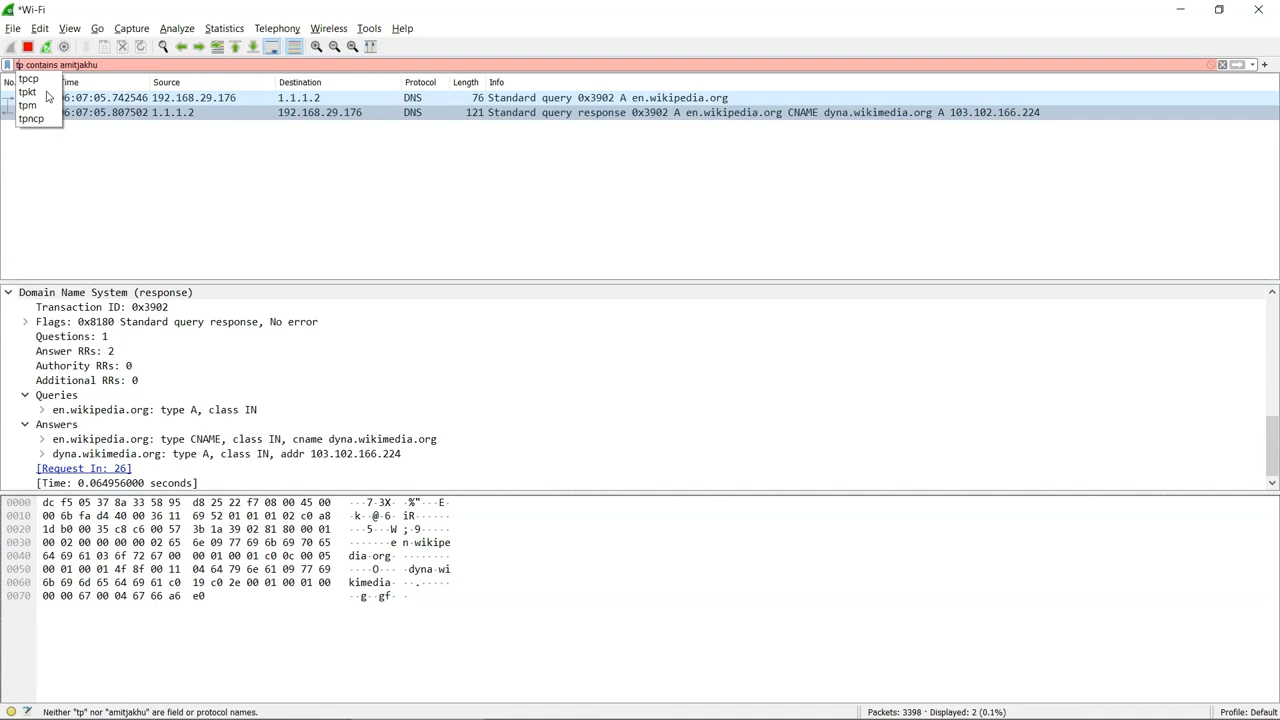 *Wi-Fi
File Edit View Go Capture Analyze Statistics Telephony Wireless Tools Help
tp contains amitjakhu
tpcp
tpkt
tpm
tpncp
No. Time Source Destination Protocol Length Info
6:07:05.742546 192.168.29.176 1.1.1.2 DNS 76 Standard query 0x3902 A en.wikipedia.org
6:07:05.807502 1.1.1.2 192.168.29.176 DNS 121 Standard query response 0x3902 A en.wikipedia.org CNAME dyna.wikimedia.org A 103.102.166.224
Domain Name System (response)
Transaction ID: 0x3902
Flags: 0x8180 Standard query response, No error
Questions: 1
Answer RRs: 2
Authority RRs: 0
Additional RRs: 0
Queries
en.wikipedia.org: type A, class IN
Answers
en.wikipedia.org: type CNAME, class IN, cname dyna.wikimedia.org
dyna.wikimedia.org: type A, class IN, addr 103.102.166.224
[Request In: 26]
[Time: 0.064956000 seconds]
0000 dc f5 05 37 8a 33 58 95 d8 25 22 f7 08 00 45 00 ···7·3X· ·%"···E·
0010 00 6b fa d4 40 00 36 11 69 52 01 01 01 02 c0 a8 ·k··@·6· iR······
0020 1d b0 00 35 c8 c6 00 57 3b 1a 39 02 81 80 00 01 ···5···W ;·9·····
0030 00 02 00 00 00 00 02 65 6e 09 77 69 6b 69 70 65 ·······e n·wikipe
0040 64 69 61 03 6f 72 67 00 00 01 00 01 c0 0c 00 05 dia·org· ········
0050 00 01 00 01 4f 8f 00 11 04 64 79 6e 61 09 77 69 ····O··· ·dyna·wi
0060 6b 69 6d 65 64 69 61 c0 19 c0 2e 00 01 00 01 00 kimedia· ··.·····
0070 00 00 67 00 04 67 66 a6 e0 ··g··gf· ·
Neither "tp" nor "amitjakhu" are field or protocol names. Packets: 3398 · Displayed: 2 (0.1%) Profile: Default